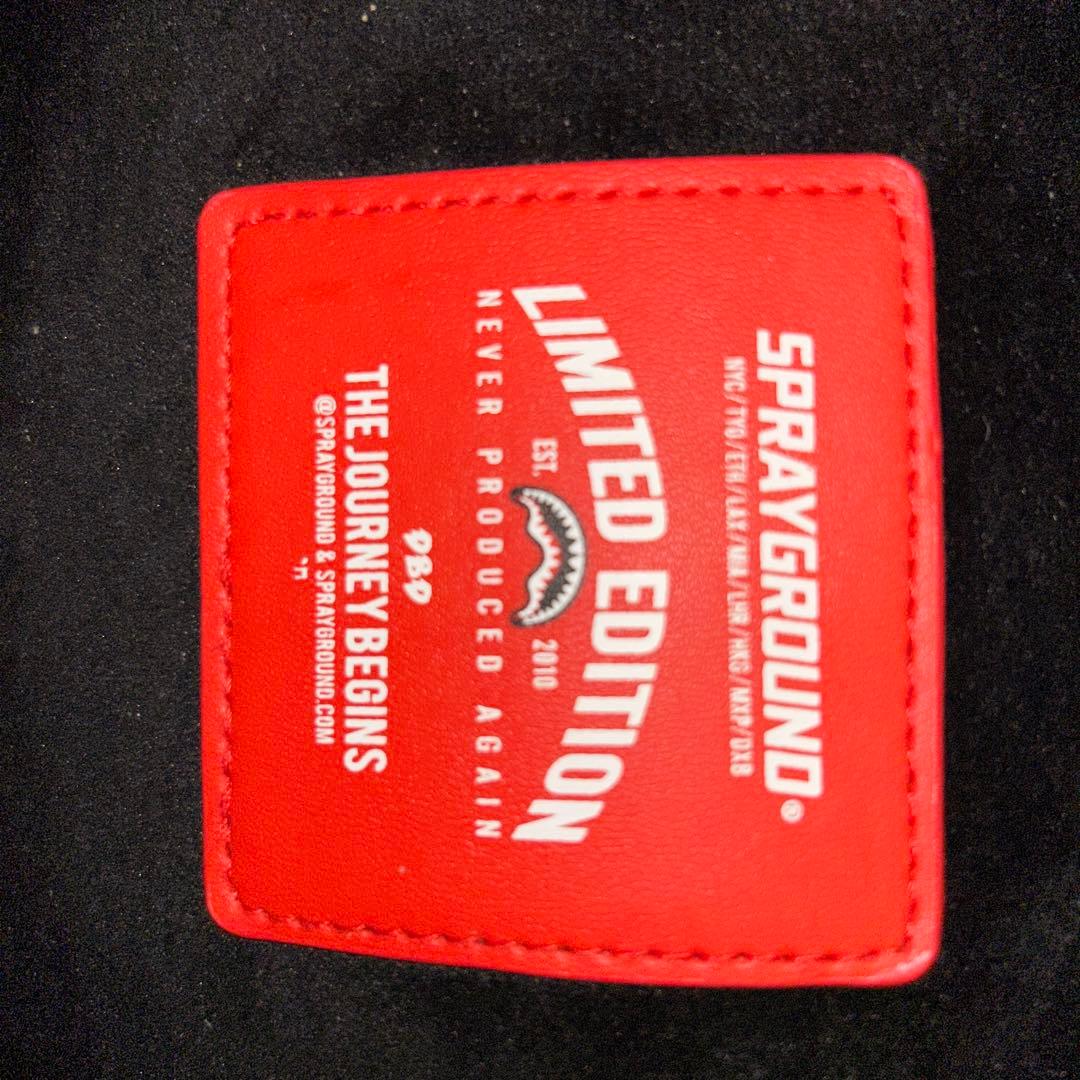 SPRAYGROUND®
NYC/TYO/ETH/LAX/MIA/LHR/HKG/MXP/DXB
LIMITED EDITION
EST. 2010
NEVER PRODUCED AGAIN
DBD
THE JOURNEY BEGINS
@SPRAYGROUND & SPRAYGROUND.COM